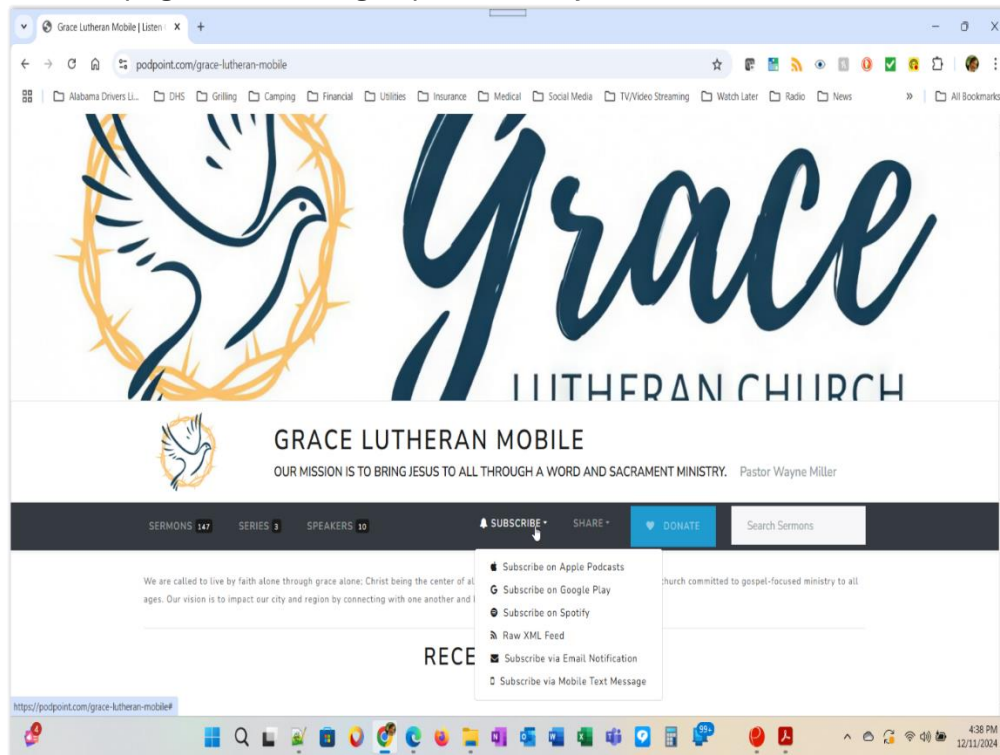 Grace Lutheran Mobile | Listen
podpoint.com/grace-lutheran-mobile
Alabama Drivers Li... DHS Grilling Camping Financial Utilities Insurance Medical Social Media TV/Video Streaming Watch Later Radio News » All Bookmarks
Grace
LUTHERAN CHURCH
GRACE LUTHERAN MOBILE
OUR MISSION IS TO BRING JESUS TO ALL THROUGH A WORD AND SACRAMENT MINISTRY. Pastor Wayne Miller
SERMONS 147 SERIES 3 SPEAKERS 10 SUBSCRIBE SHARE DONATE Search Sermons
Subscribe on Apple Podcasts
Subscribe on Google Play
Subscribe on Spotify
Raw XML Feed
Subscribe via Email Notification
Subscribe via Mobile Text Message
We are called to live by faith alone through grace alone: Christ being the center of al church committed to gospel-focused ministry to all
ages. Our vision is to impact our city and region by connecting with one another and
RECE
https://podpoint.com/grace-lutheran-mobile#
99+
4:38 PM
12/11/2024